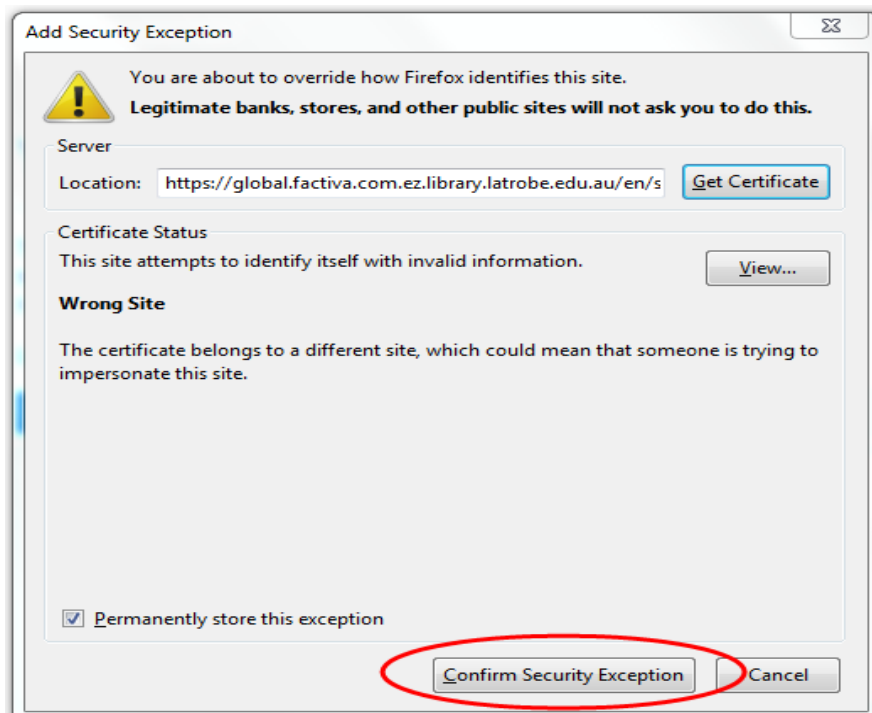 Add Security Exception
You are about to override how Firefox identifies this site.
Legitimate banks, stores, and other public sites will not ask you to do this.
Server
Location: https://global.factiva.com.ez.library.latrobe.edu.au/en/s Get Certificate
Certificate Status
This site attempts to identify itself with invalid information. View...
Wrong Site
The certificate belongs to a different site, which could mean that someone is trying to
impersonate this site.
Permanently store this exception
Confirm Security Exception Cancel